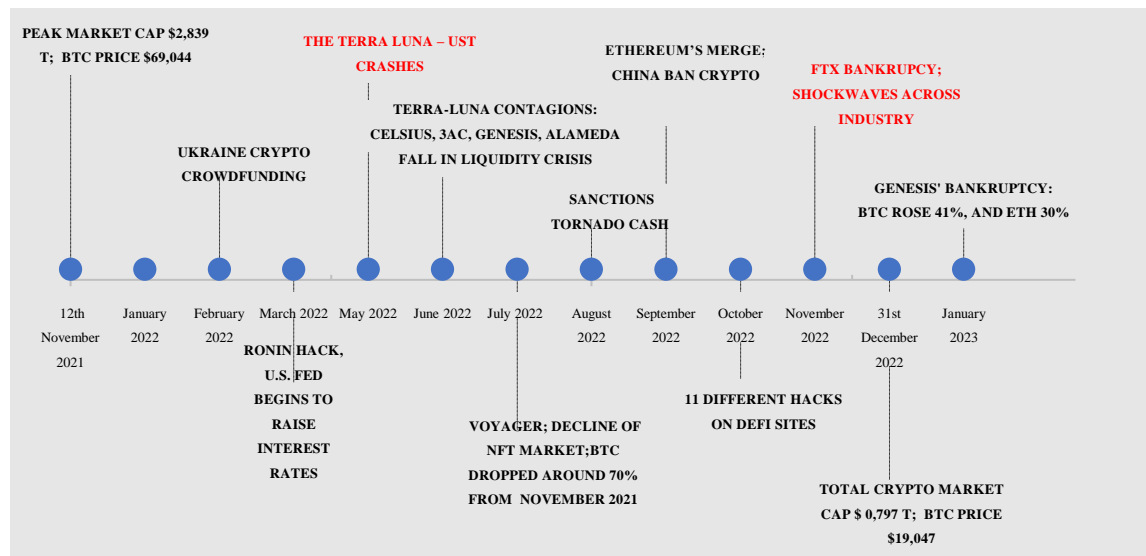 PEAK MARKET CAP $2,839
T; BTC PRICE $69,044
THE TERRA LUNA – UST
CRASHES
ETHEREUM'S MERGE;
CHINA BAN CRYPTO
FTX BANKRUPCY;
SHOCKWAVES ACROSS
INDUSTRY
TERRA-LUNA CONTAGIONS:
CELSIUS, 3AC, GENESIS, ALAMEDA
FALL IN LIQUIDITY CRISIS
UKRAINE CRYPTO
CROWDFUNDING
SANCTIONS
TORNADO CASH
GENESIS' BANKRUPTCY:
BTC ROSE 41%, AND ETH 30%
12th
November
2021
January
2022
February
2022
March 2022
May 2022
June 2022
July 2022
August
2022
September
2022
October
2022
November
2022
31st
December
2022
January
2023
RONIN HACK,
U.S. FED
BEGINS TO
RAISE
INTEREST
RATES
VOYAGER; DECLINE OF
NFT MARKET;BTC
DROPPED AROUND 70%
FROM NOVEMBER 2021
11 DIFFERENT HACKS
ON DEFI SITES
TOTAL CRYPTO MARKET
CAP $ 0,797 T; BTC PRICE
$19,047